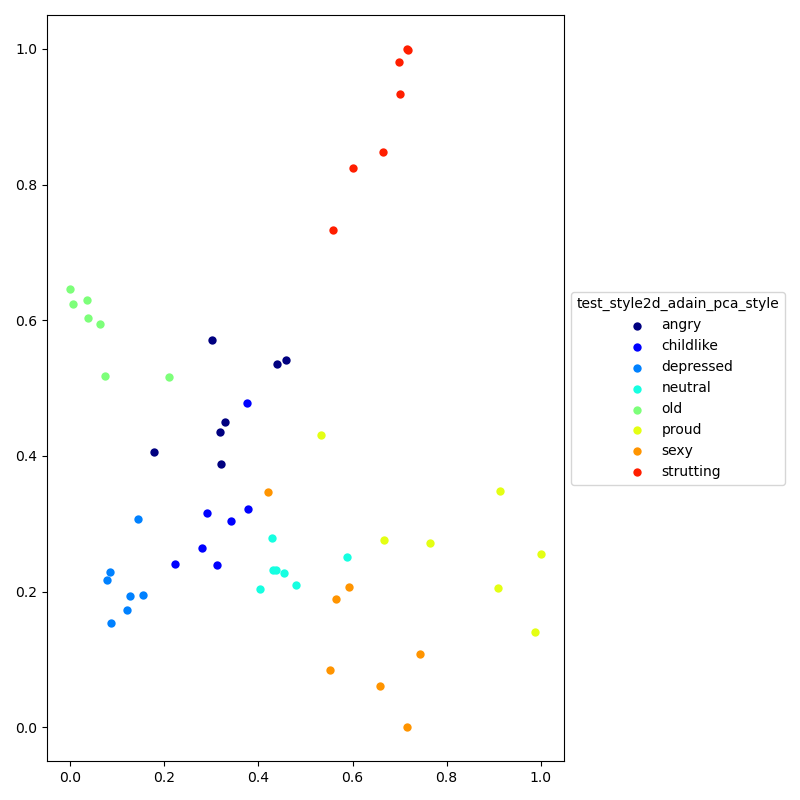 1.0
0.8
0.6
0.4
0.2
0.0
0.0 0.2 0.4 0.6 0.8 1.0
test_style2d_adain_pca_style
angry
childlike
depressed
neutral
old
proud
sexy
strutting